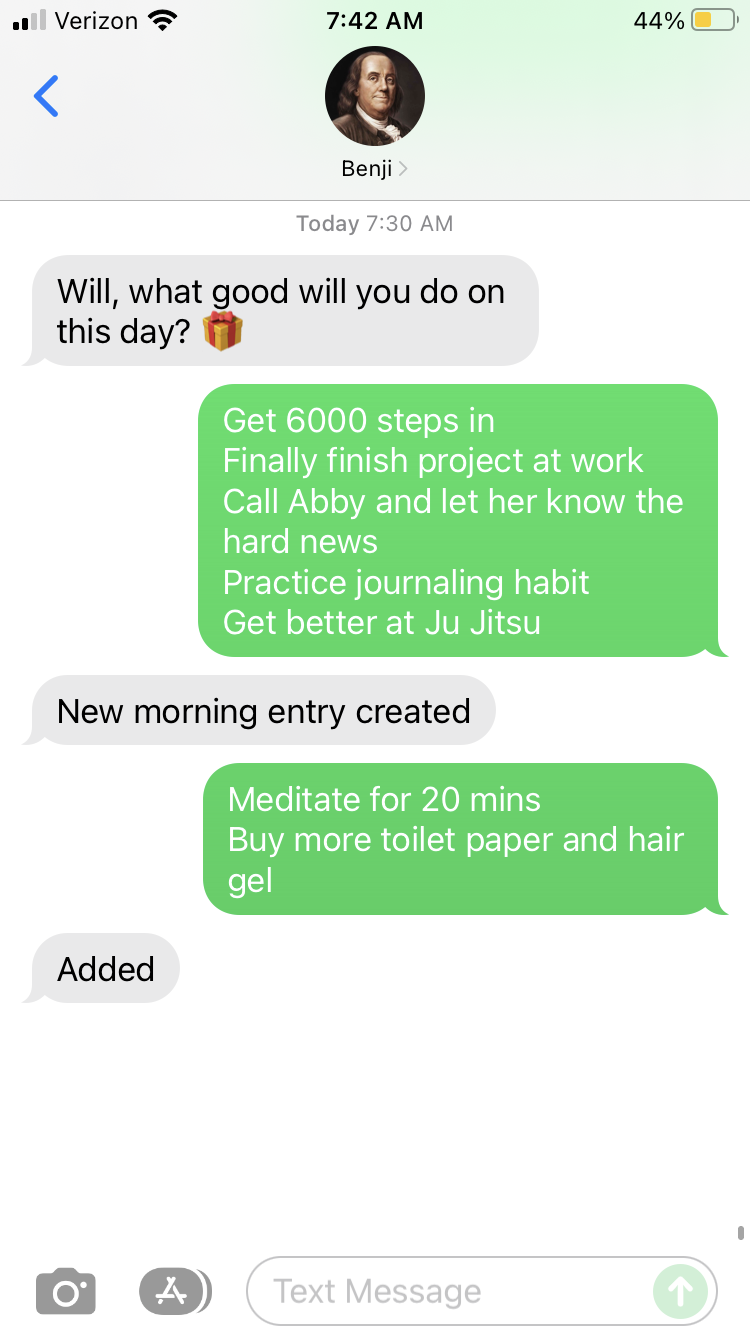 Verizon 7:42 AM 44%
Benji
Today 7:30 AM
Will, what good will you do on
this day? 🎁
Get 6000 steps in
Finally finish project at work
Call Abby and let her know the
hard news
Practice journaling habit
Get better at Ju Jitsu
New morning entry created
Meditate for 20 mins
Buy more toilet paper and hair
gel
Added
Text Message